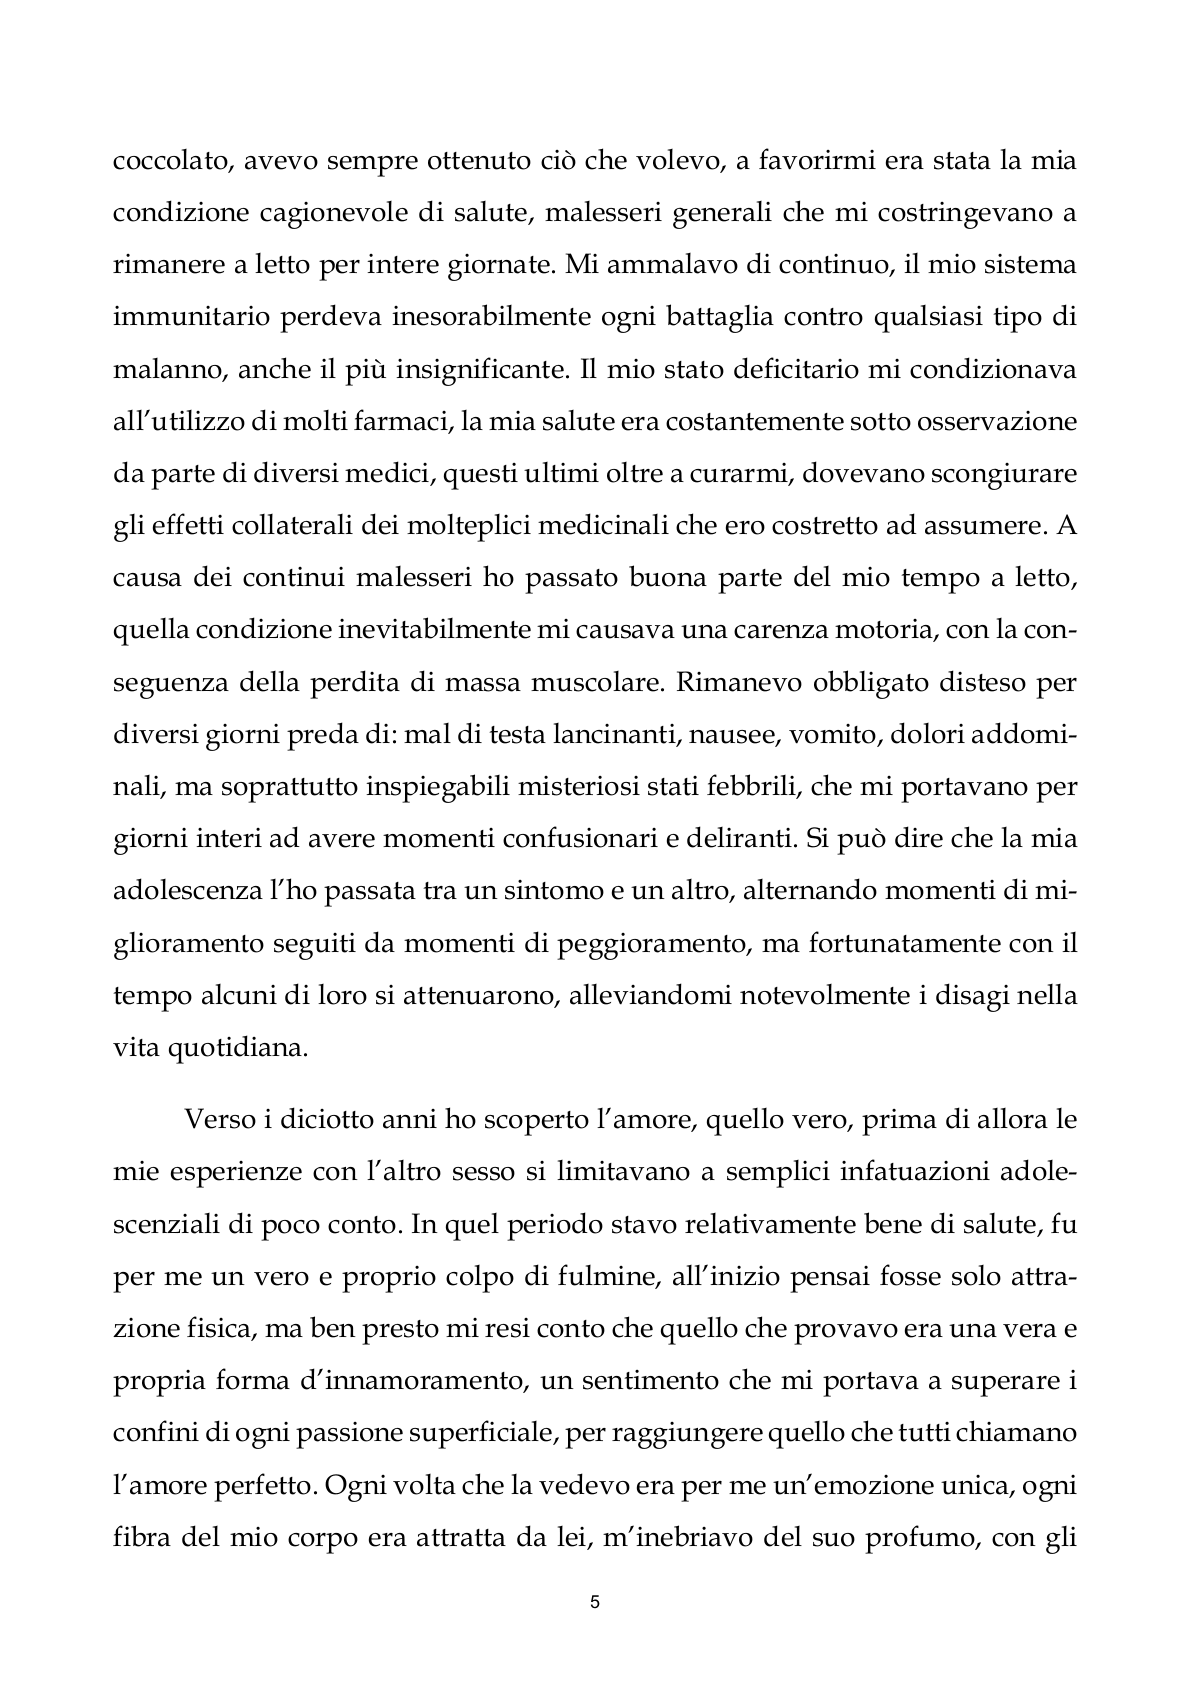 coccolato, avevo sempre ottenuto ciò che volevo, a favorirmi era stata la mia
condizione cagionevole di salute, malesseri generali che mi costringevano a
rimanere a letto per intere giornate. Mi ammalavo di continuo, il mio sistema
immunitario perdeva inesorabilmente ogni battaglia contro qualsiasi tipo di
malanno, anche il più insignificante. Il mio stato deficitario mi condizionava
all’utilizzo di molti farmaci, la mia salute era costantemente sotto osservazione
da parte di diversi medici, questi ultimi oltre a curarmi, dovevano scongiurare
gli effetti collaterali dei molteplici medicinali che ero costretto ad assumere. A
causa dei continui malesseri ho passato buona parte del mio tempo a letto,
quella condizione inevitabilmente mi causava una carenza motoria, con la con-
seguenza della perdita di massa muscolare. Rimanevo obbligato disteso per
diversi giorni preda di: mal di testa lancinanti, nausee, vomito, dolori addomi-
nali, ma soprattutto inspiegabili misteriosi stati febbrili, che mi portavano per
giorni interi ad avere momenti confusionari e deliranti. Si può dire che la mia
adolescenza l’ho passata tra un sintomo e un altro, alternando momenti di mi-
glioramento seguiti da momenti di peggioramento, ma fortunatamente con il
tempo alcuni di loro si attenuarono, alleviandomi notevolmente i disagi nella
vita quotidiana.
Verso i diciotto anni ho scoperto l’amore, quello vero, prima di allora le
mie esperienze con l’altro sesso si limitavano a semplici infatuazioni adole-
scenziali di poco conto. In quel periodo stavo relativamente bene di salute, fu
per me un vero e proprio colpo di fulmine, all’inizio pensai fosse solo attra-
zione fisica, ma ben presto mi resi conto che quello che provavo era una vera e
propria forma d’innamoramento, un sentimento che mi portava a superare i
confini di ogni passione superficiale, per raggiungere quello che tutti chiamano
l’amore perfetto. Ogni volta che la vedevo era per me un’emozione unica, ogni
fibra del mio corpo era attratta da lei, m’inebriavo del suo profumo, con gli
5